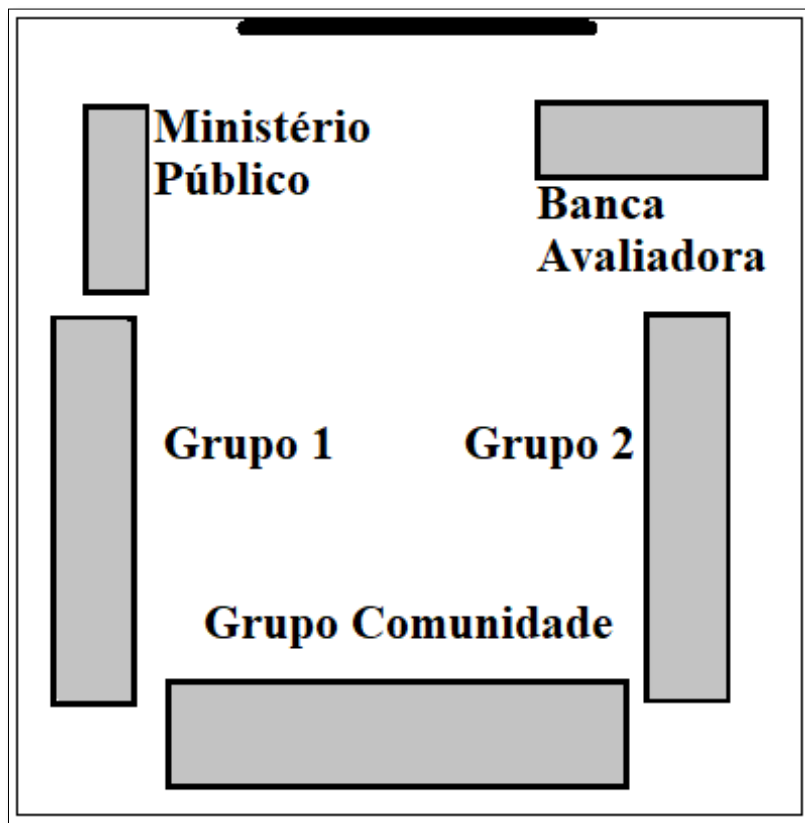 Ministério
Público
Banca
Avaliadora
Grupo 1
Grupo 2
Grupo Comunidade